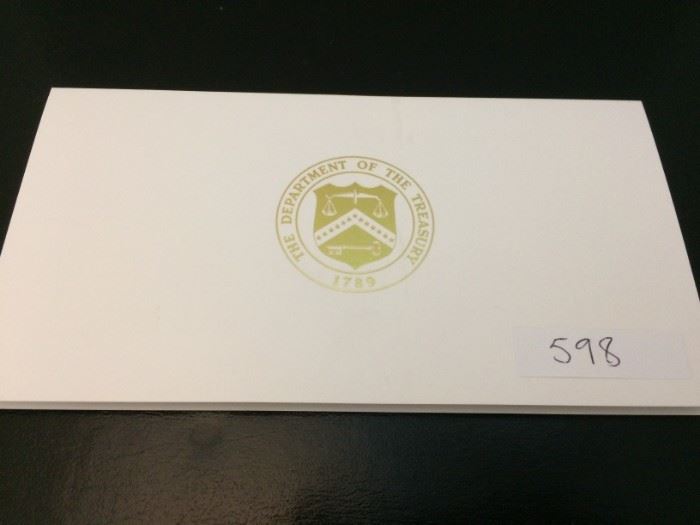 THE DEPARTMENT OF THE TREASURY
1789
598